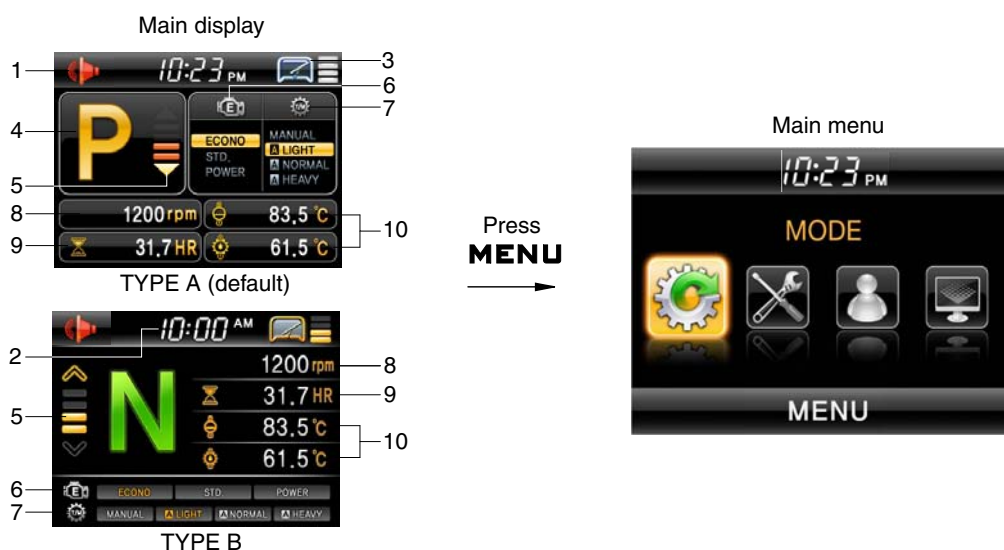 Main display
1
10:23 PM
3
6
7
4
P
E
T/M
ECONO
STD.
POWER
MANUAL
A LIGHT
A NORMAL
A HEAVY
5
8
1200 rpm
83.5 °C
9
31.7 HR
61.5 °C
10
TYPE A (default)
2
10:00 AM
1200 rpm
8
N
31.7 HR
9
5
83.5 °C
10
61.5 °C
6
E
ECONO STD. POWER
7
T/M
MANUAL A LIGHT A NORMAL A HEAVY
TYPE B
Press
MENU
Main menu
10:23 PM
MODE
MENU